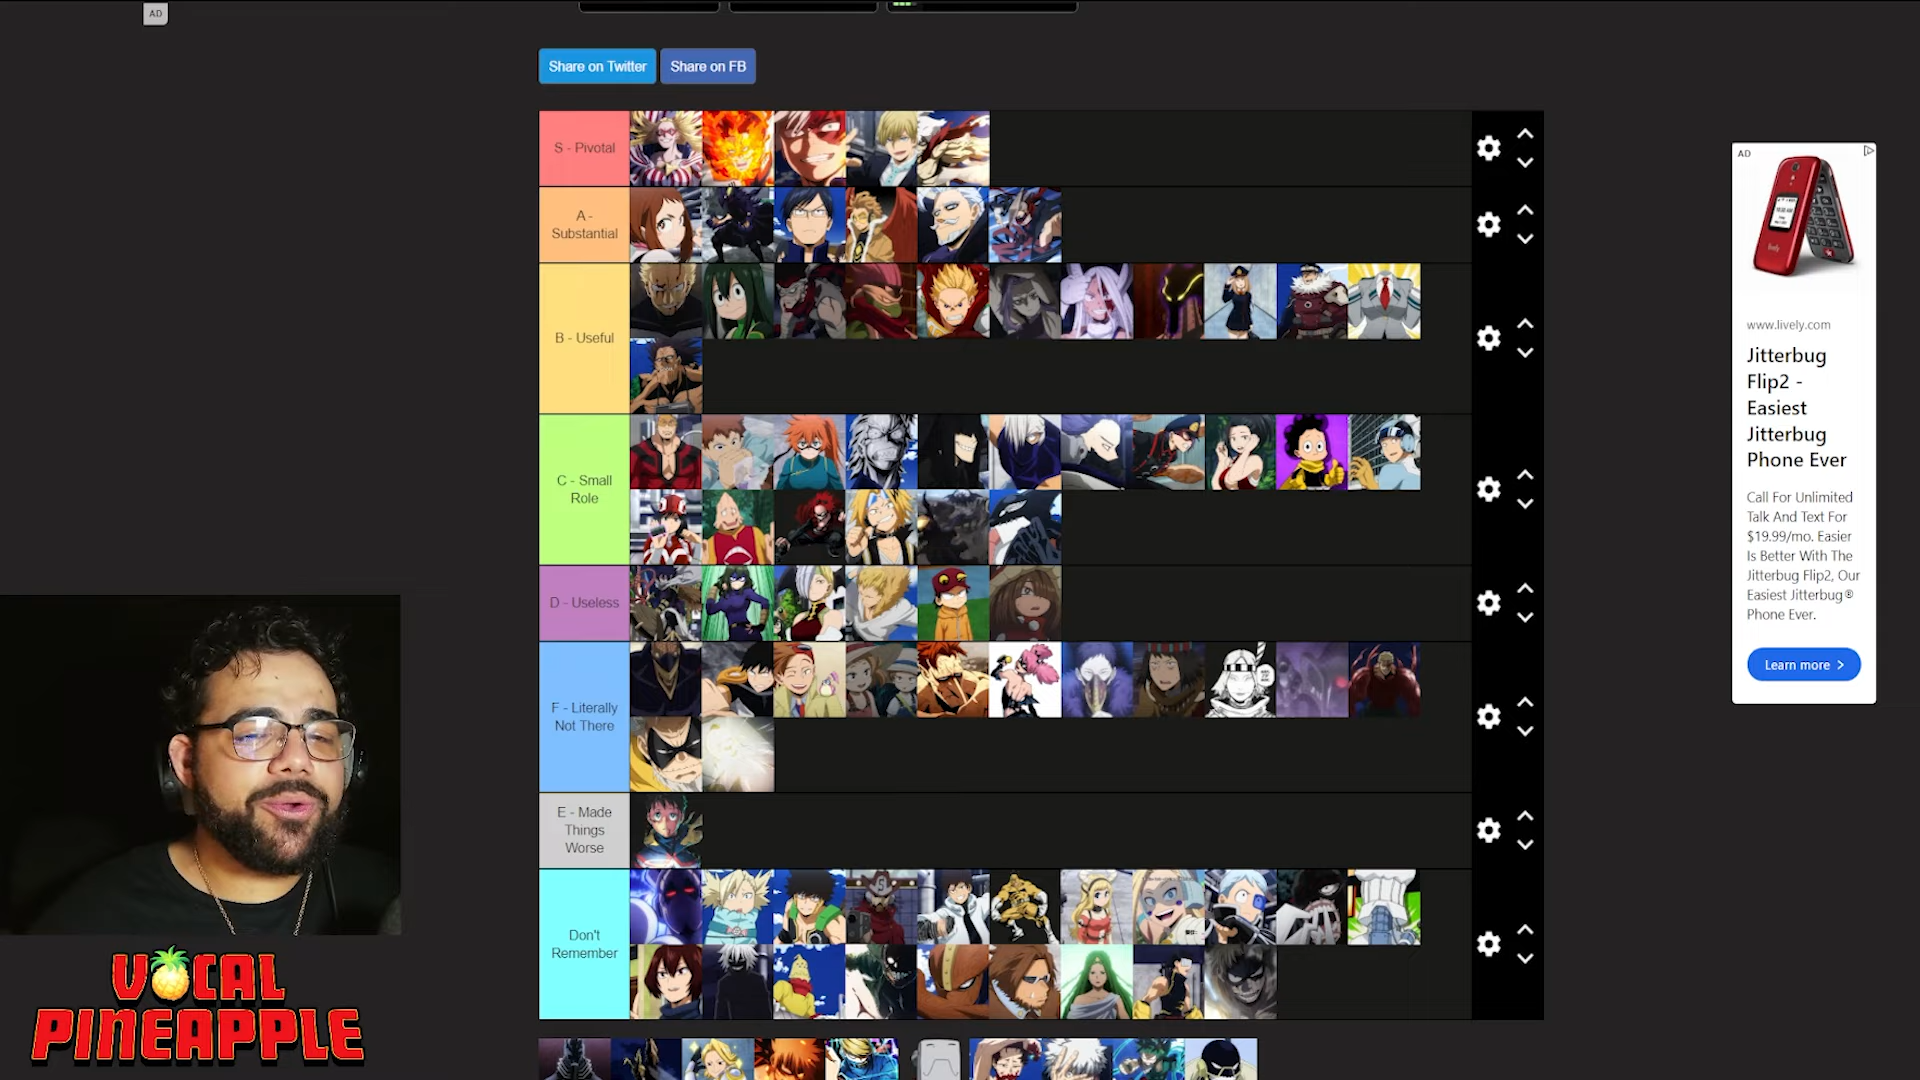 AD
Share on Twitter
Share on FB
S - Pivotal
A -
Substantial
B - Useful
C - Small
Role
D - Useless
F - Literally
Not There
E - Made
Things
Worse
Don't
Remember
AD
www.lively.com
Jitterbug
Flip2 -
Easiest
Jitterbug
Phone Ever
Call For Unlimited
Talk And Text For
$19.99/mo. Easier
Is Better With The
Jitterbug Flip2, Our
Easiest Jitterbug®
Phone Ever.
Learn more >
VOCAL
PINEAPPLE